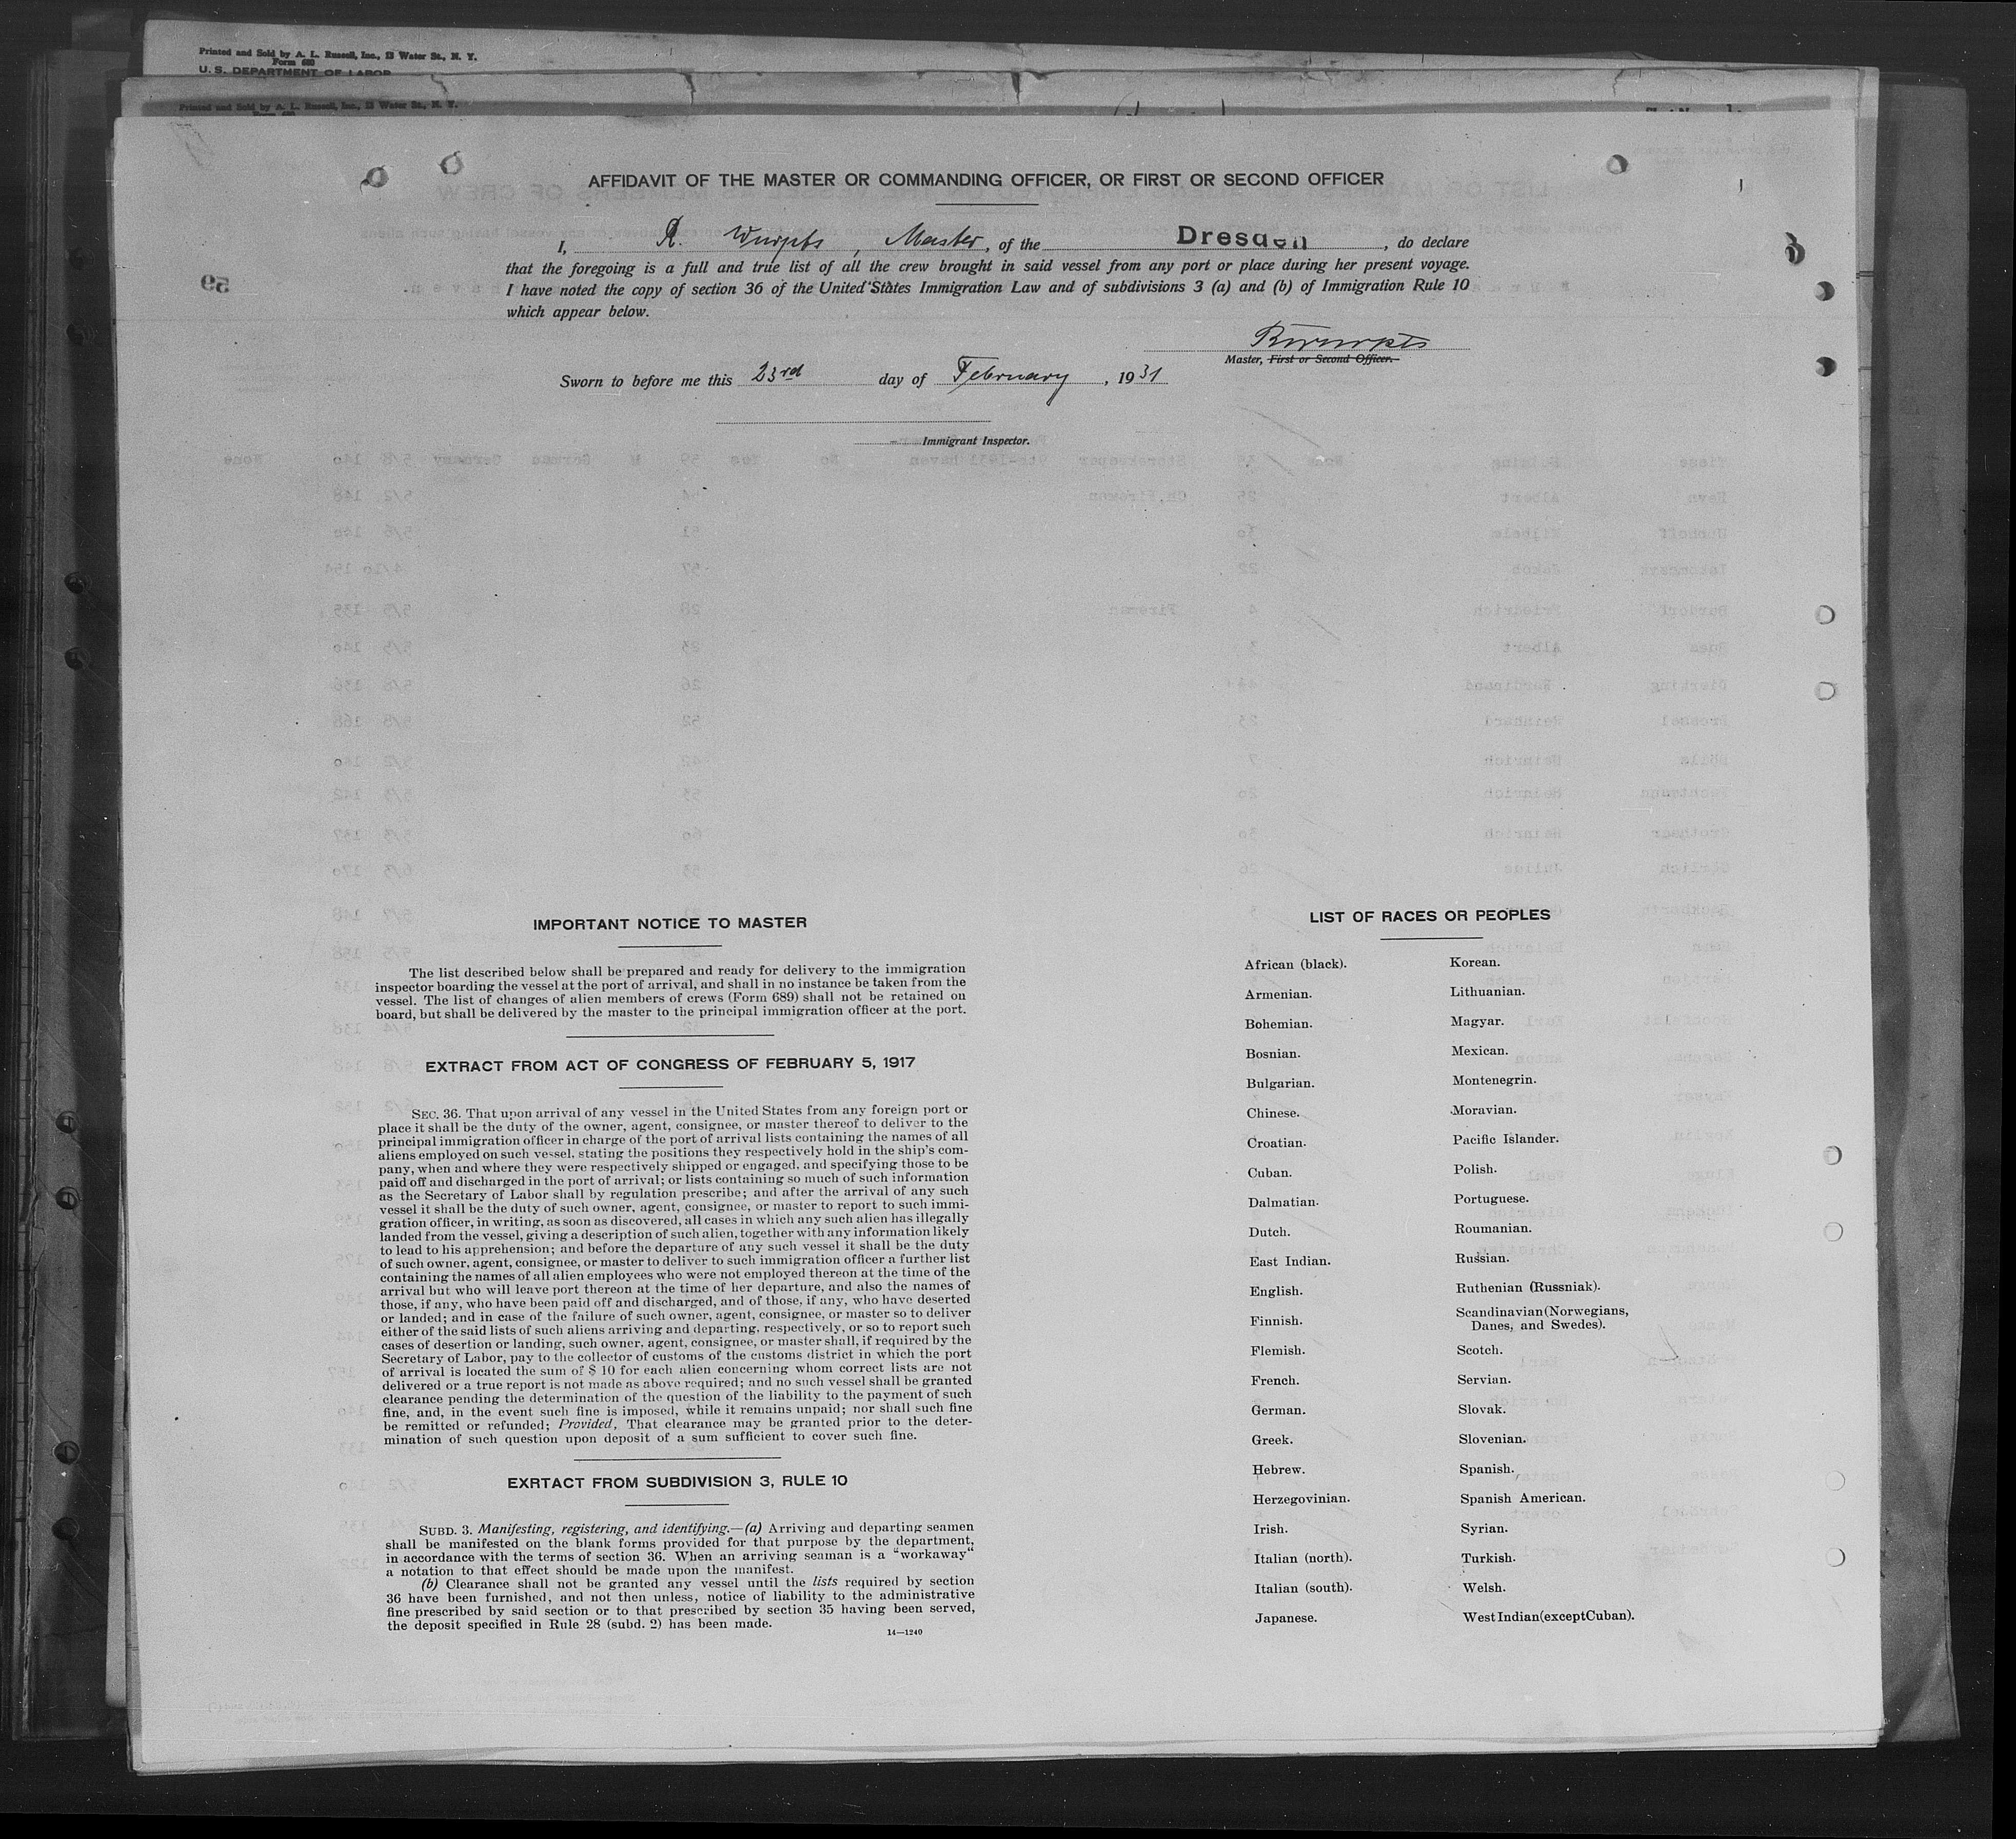 Printed and Sold by A. L. Russell, Inc., 13 Water St., N. Y.
Form 680
U. S. DEPARTMENT OF LABOR
Printed and Sold by A. L. Russell, Inc., 13 Water St., N. Y.
AFFIDAVIT OF THE MASTER OR COMMANDING OFFICER, OR FIRST OR SECOND OFFICER
I, R. Wurpts, Master, of the Dresden, do declare
that the foregoing is a full and true list of all the crew brought in said vessel from any port or place during her present voyage.
I have noted the copy of section 36 of the United States Immigration Law and of subdivisions 3 (a) and (b) of Immigration Rule 10
which appear below.
59
RWurpts
Master, First or Second Officer.
Sworn to before me this 23rd day of February, 1931
Immigrant Inspector.
IMPORTANT NOTICE TO MASTER
The list described below shall be prepared and ready for delivery to the immigration
inspector boarding the vessel at the port of arrival, and shall in no instance be taken from the
vessel. The list of changes of alien members of crews (Form 689) shall not be retained on
board, but shall be delivered by the master to the principal immigration officer at the port.
EXTRACT FROM ACT OF CONGRESS OF FEBRUARY 5, 1917
SEC. 36. That upon arrival of any vessel in the United States from any foreign port or
place it shall be the duty of the owner, agent, consignee, or master thereof to deliver to the
principal immigration officer in charge of the port of arrival lists containing the names of all
aliens employed on such vessel, stating the positions they respectively hold in the ship's com-
pany, when and where they were respectively shipped or engaged, and specifying those to be
paid off and discharged in the port of arrival; or lists containing so much of such information
as the Secretary of Labor shall by regulation prescribe; and after the arrival of any such
vessel it shall be the duty of such owner, agent, consignee, or master to report to such immi-
gration officer, in writing, as soon as discovered, all cases in which any such alien has illegally
landed from the vessel, giving a description of such alien, together with any information likely
to lead to his apprehension; and before the departure of any such vessel it shall be the duty
of such owner, agent, consignee, or master to deliver to such immigration officer a further list
containing the names of all alien employees who were not employed thereon at the time of the
arrival but who will leave port thereon at the time of her departure, and also the names of
those, if any, who have been paid off and discharged, and of those, if any, who have deserted
or landed; and in case of the failure of such owner, agent, consignee, or master so to deliver
either of the said lists of such aliens arriving and departing, respectively, or so to report such
cases of desertion or landing, such owner, agent, consignee, or master shall, if required by the
Secretary of Labor, pay to the collector of customs of the customs district in which the port
of arrival is located the sum of $ 10 for each alien concerning whom correct lists are not
delivered or a true report is not made as above required; and no such vessel shall be granted
clearance pending the determination of the question of the liability to the payment of such
fine, and, in the event such fine is imposed, while it remains unpaid; nor shall such fine
be remitted or refunded; Provided, That clearance may be granted prior to the deter-
mination of such question upon deposit of a sum sufficient to cover such fine.
EXRTACT FROM SUBDIVISION 3, RULE 10
SUBD. 3. Manifesting, registering, and identifying.—(a) Arriving and departing seamen
shall be manifested on the blank forms provided for that purpose by the department,
in accordance with the terms of section 36. When an arriving seaman is a "workaway"
a notation to that effect should be made upon the manifest.
(b) Clearance shall not be granted any vessel until the lists required by section
36 have been furnished, and not then unless, notice of liability to the administrative
fine prescribed by said section or to that prescribed by section 35 having been served,
the deposit specified in Rule 28 (subd. 2) has been made.
14—1240
LIST OF RACES OR PEOPLES
African (black).
Armenian.
Bohemian.
Bosnian.
Bulgarian.
Chinese.
Croatian.
Cuban.
Dalmatian.
Dutch.
East Indian.
English.
Finnish.
Flemish.
French.
German.
Greek.
Hebrew.
Herzegovinian.
Irish.
Italian (north).
Italian (south).
Japanese.
Korean.
Lithuanian.
Magyar.
Mexican.
Montenegrin.
Moravian.
Pacific Islander.
Polish.
Portuguese.
Roumanian.
Russian.
Ruthenian (Russniak).
Scandinavian (Norwegians,
Danes, and Swedes).
Scotch.
Servian.
Slovak.
Slovenian.
Spanish.
Spanish American.
Syrian.
Turkish.
Welsh.
West Indian (except Cuban).